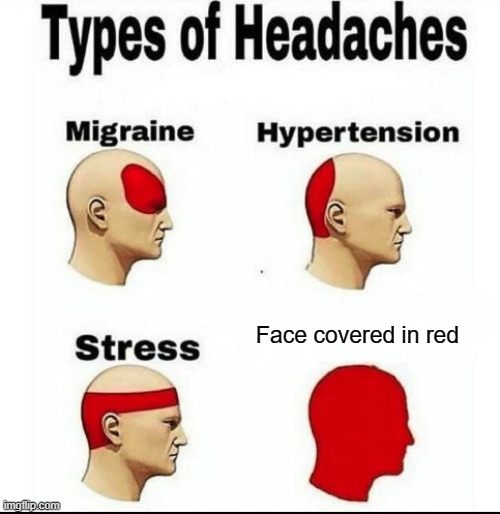 Types of Headaches
Migraine
Hypertension
Stress
Face covered in red
imgflip.com